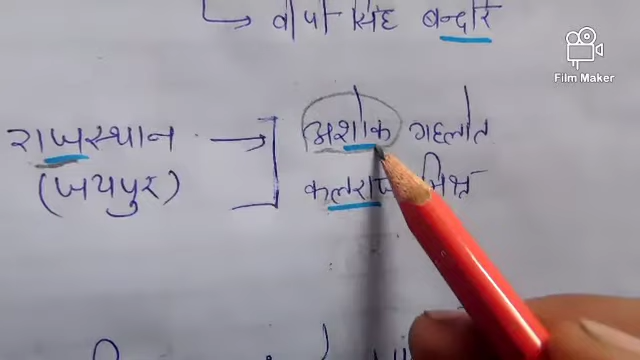 वी पी सिंह
Film Maker
राजस्थान → अशोक गहलोत
(जयपुर) कलराज मिश्र